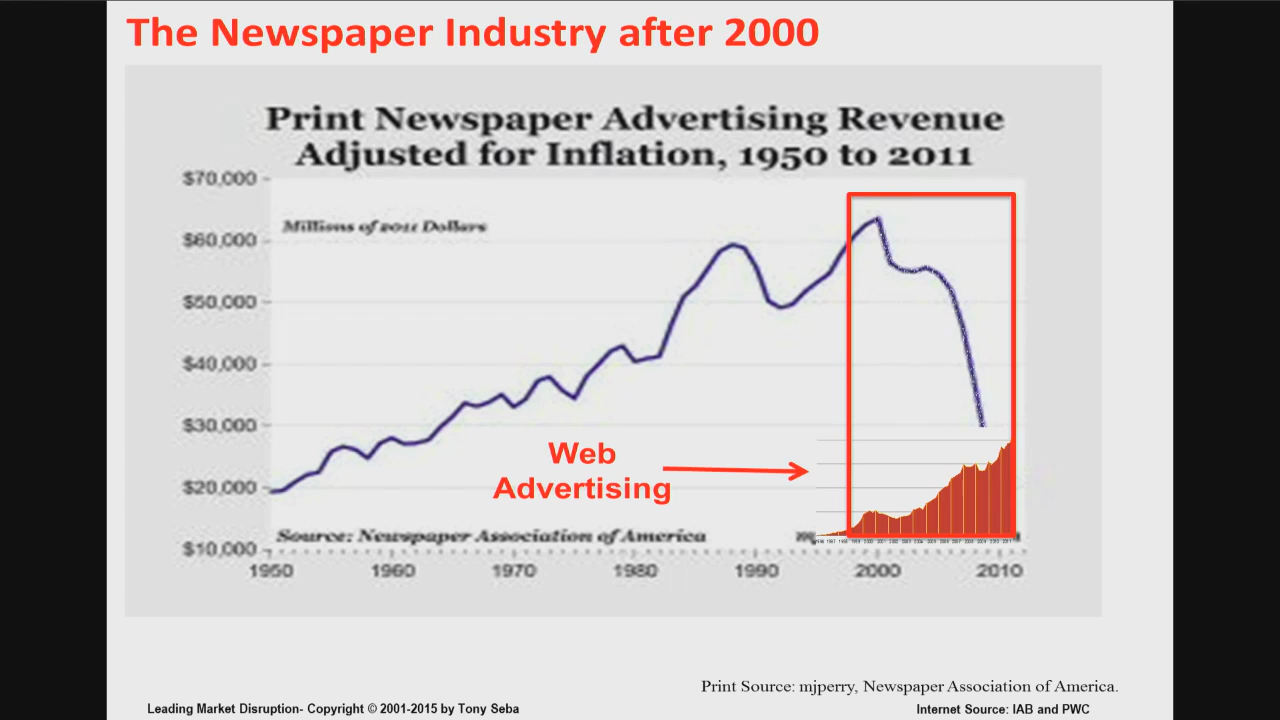 The Newspaper Industry after 2000
Print Newspaper Advertising Revenue
Adjusted for Inflation, 1950 to 2011
$70,000
Millions of 2011 Dollars
$60,000
$50,000
$40,000
$30,000
Web
Advertising
$20,000
Source: Newspaper Association of America
$10,000
1950 1960 1970 1980 1990 2000 2010
Print Source: mjperry, Newspaper Association of America.
Leading Market Disruption- Copyright © 2001-2015 by Tony Seba
Internet Source: IAB and PWC